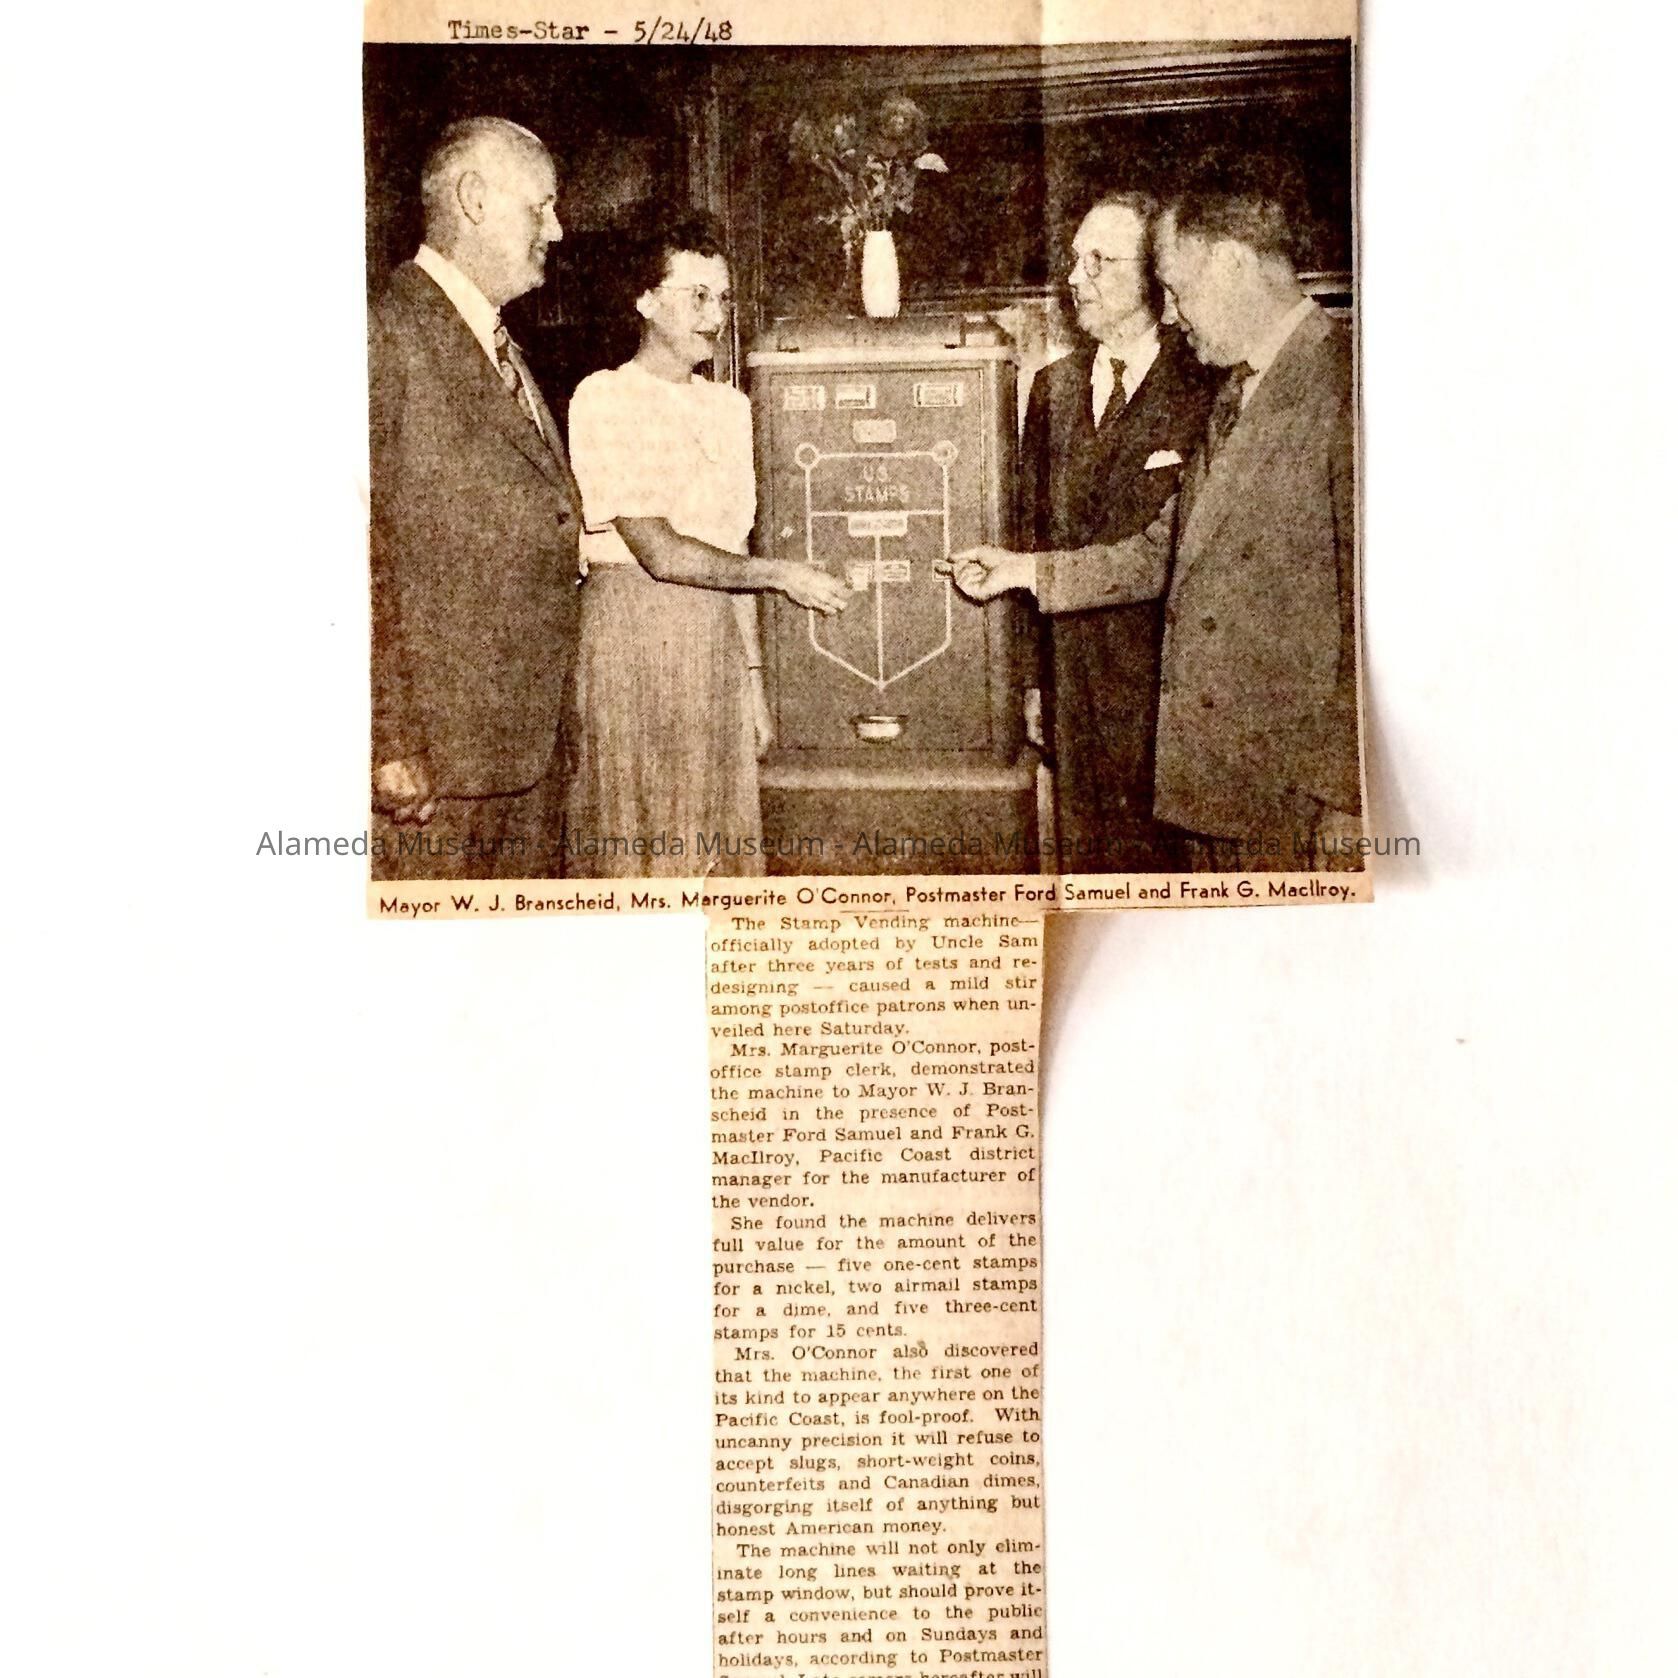 Times-Star - 5/24/48
U.S.
STAMPS
Alameda Museum - Alameda Museum - Alameda Museum - Alameda Museum
Mayor W. J. Branscheid, Mrs. Marguerite O'Connor, Postmaster Ford Samuel and Frank G. MacIlroy.
The Stamp Vending machine—
officially adopted by Uncle Sam
after three years of tests and re-
designing — caused a mild stir
among postoffice patrons when un-
veiled here Saturday.
Mrs. Marguerite O'Connor, post-
office stamp clerk, demonstrated
the machine to Mayor W. J. Bran-
scheid in the presence of Post-
master Ford Samuel and Frank G.
MacIlroy, Pacific Coast district
manager for the manufacturer of
the vendor.
She found the machine delivers
full value for the amount of the
purchase — five one-cent stamps
for a nickel, two airmail stamps
for a dime, and five three-cent
stamps for 15 cents.
Mrs. O'Connor also discovered
that the machine, the first one of
its kind to appear anywhere on the
Pacific Coast, is fool-proof. With
uncanny precision it will refuse to
accept slugs, short-weight coins,
counterfeits and Canadian dimes,
disgorging itself of anything but
honest American money.
The machine will not only elim-
inate long lines waiting at the
stamp window, but should prove it-
self a convenience to the public
after hours and on Sundays and
holidays, according to Postmaster
hereafter will